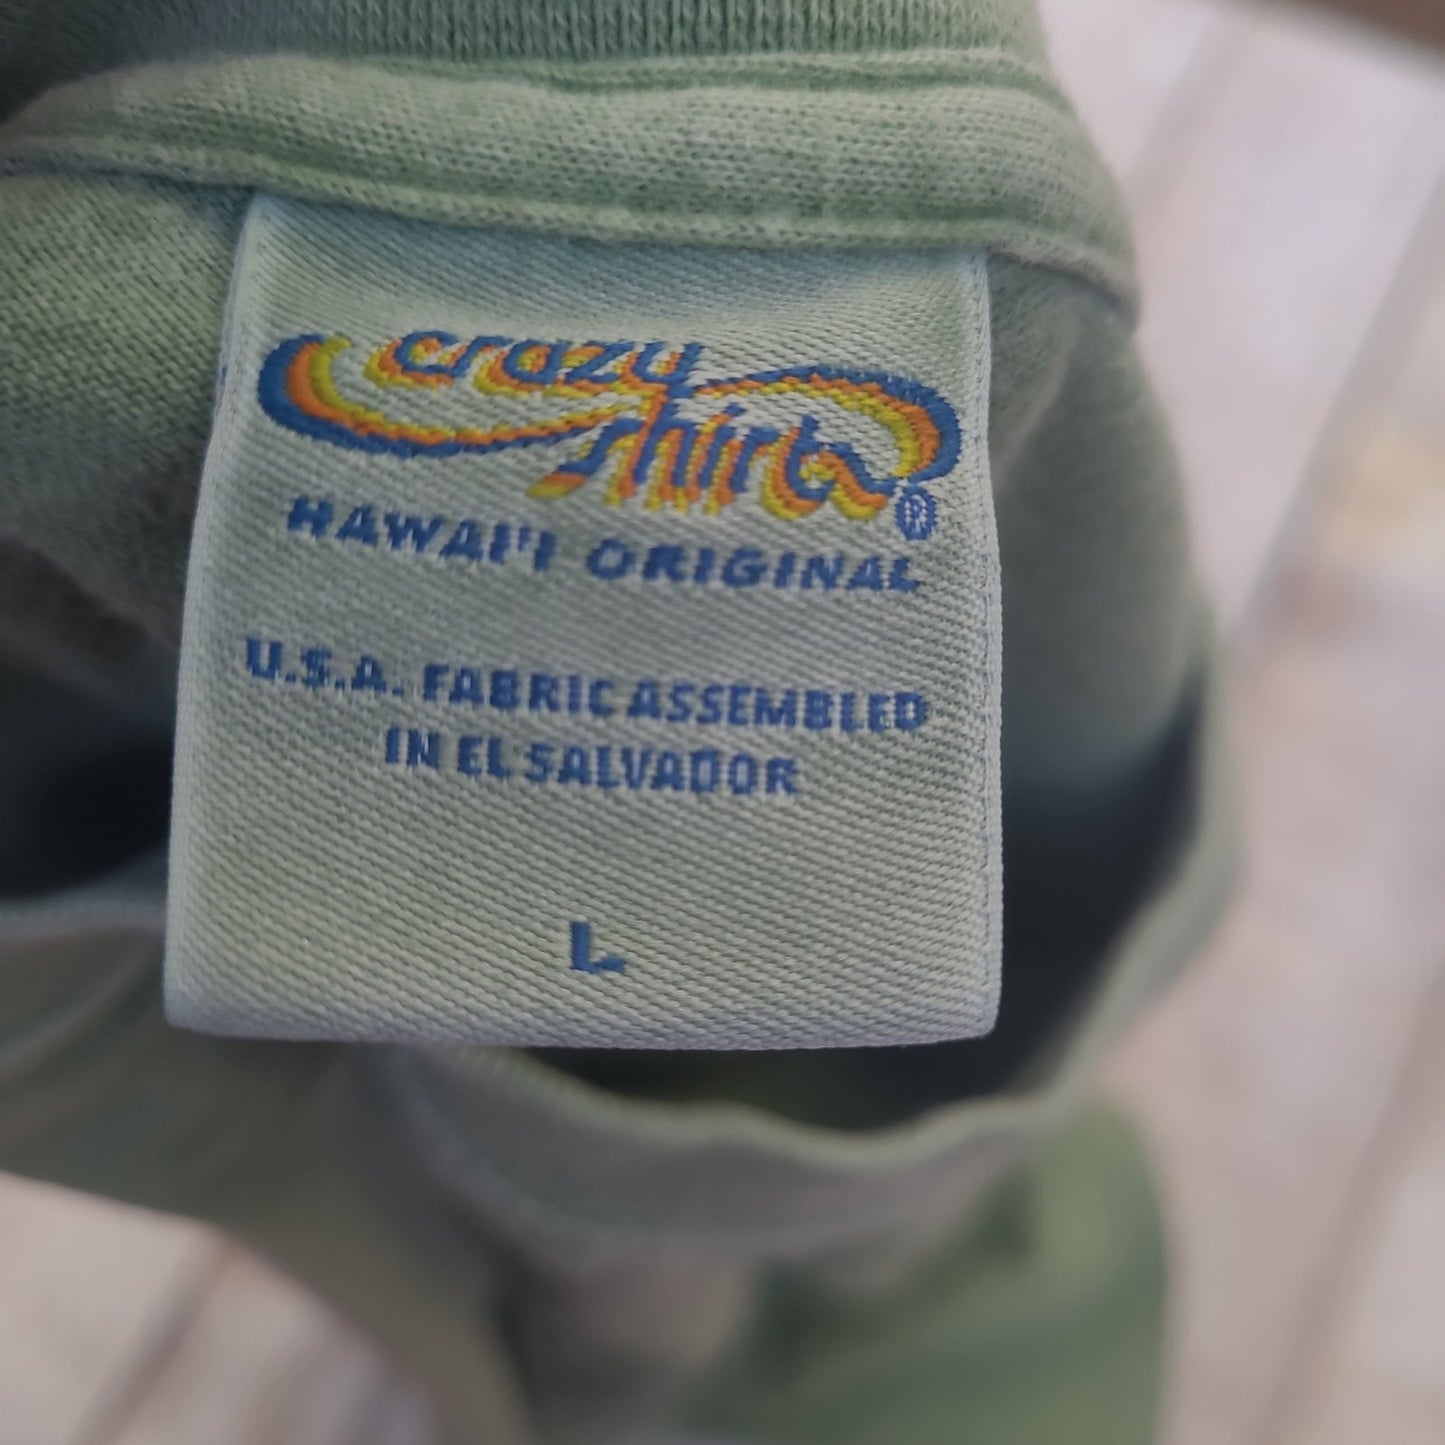 crazy
shirts®
HAWAI'I ORIGINAL
U.S.A. FABRIC ASSEMBLED
IN EL SALVADOR
L